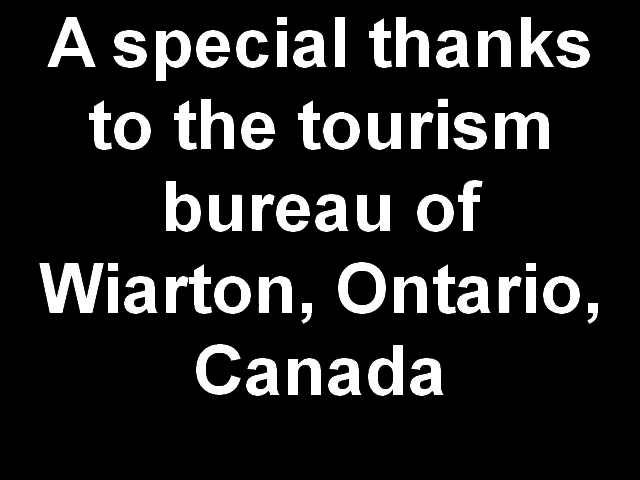 A special thanks
to the tourism
bureau of
Wiarton, Ontario,
Canada